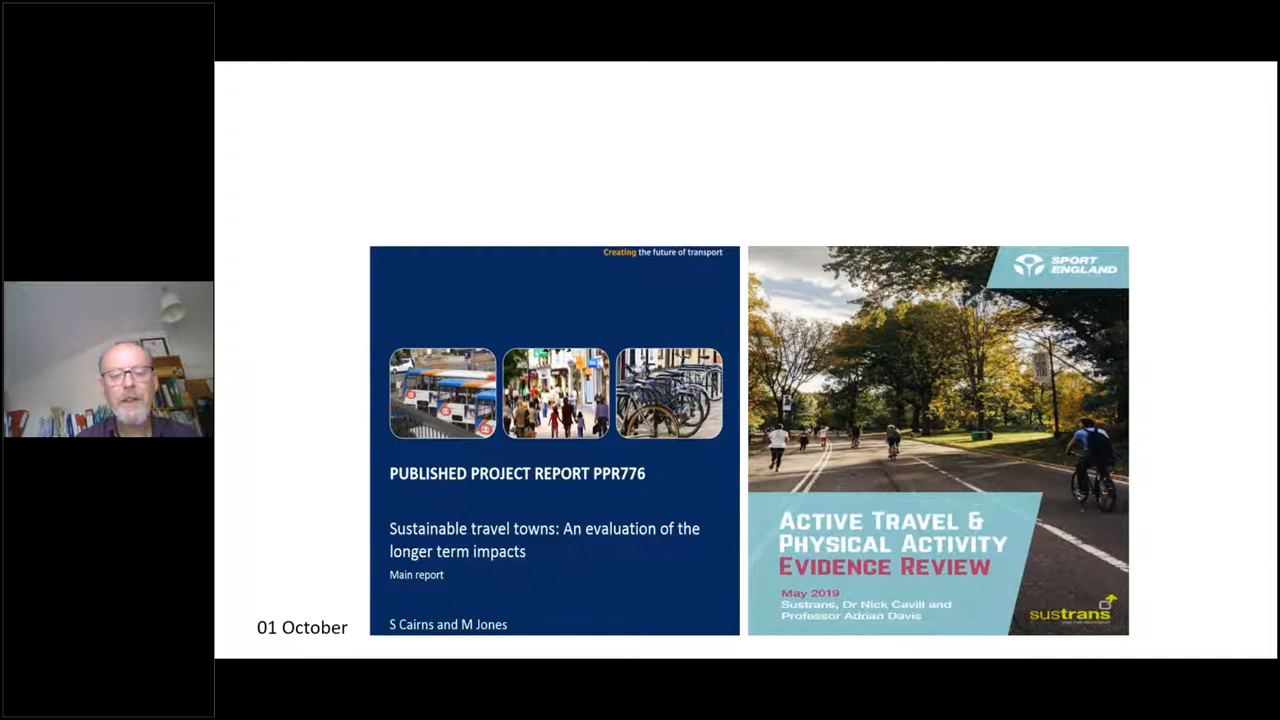 Creating the future of transport
PUBLISHED PROJECT REPORT PPR776
Sustainable travel towns: An evaluation of the
longer term impacts
Main report
S Cairns and M Jones
SPORT
ENGLAND
ACTIVE TRAVEL &
PHYSICAL ACTIVITY
EVIDENCE REVIEW
May 2019
Sustrans, Dr Nick Cavill and
Professor Adrian Davis
sustrans
01 October